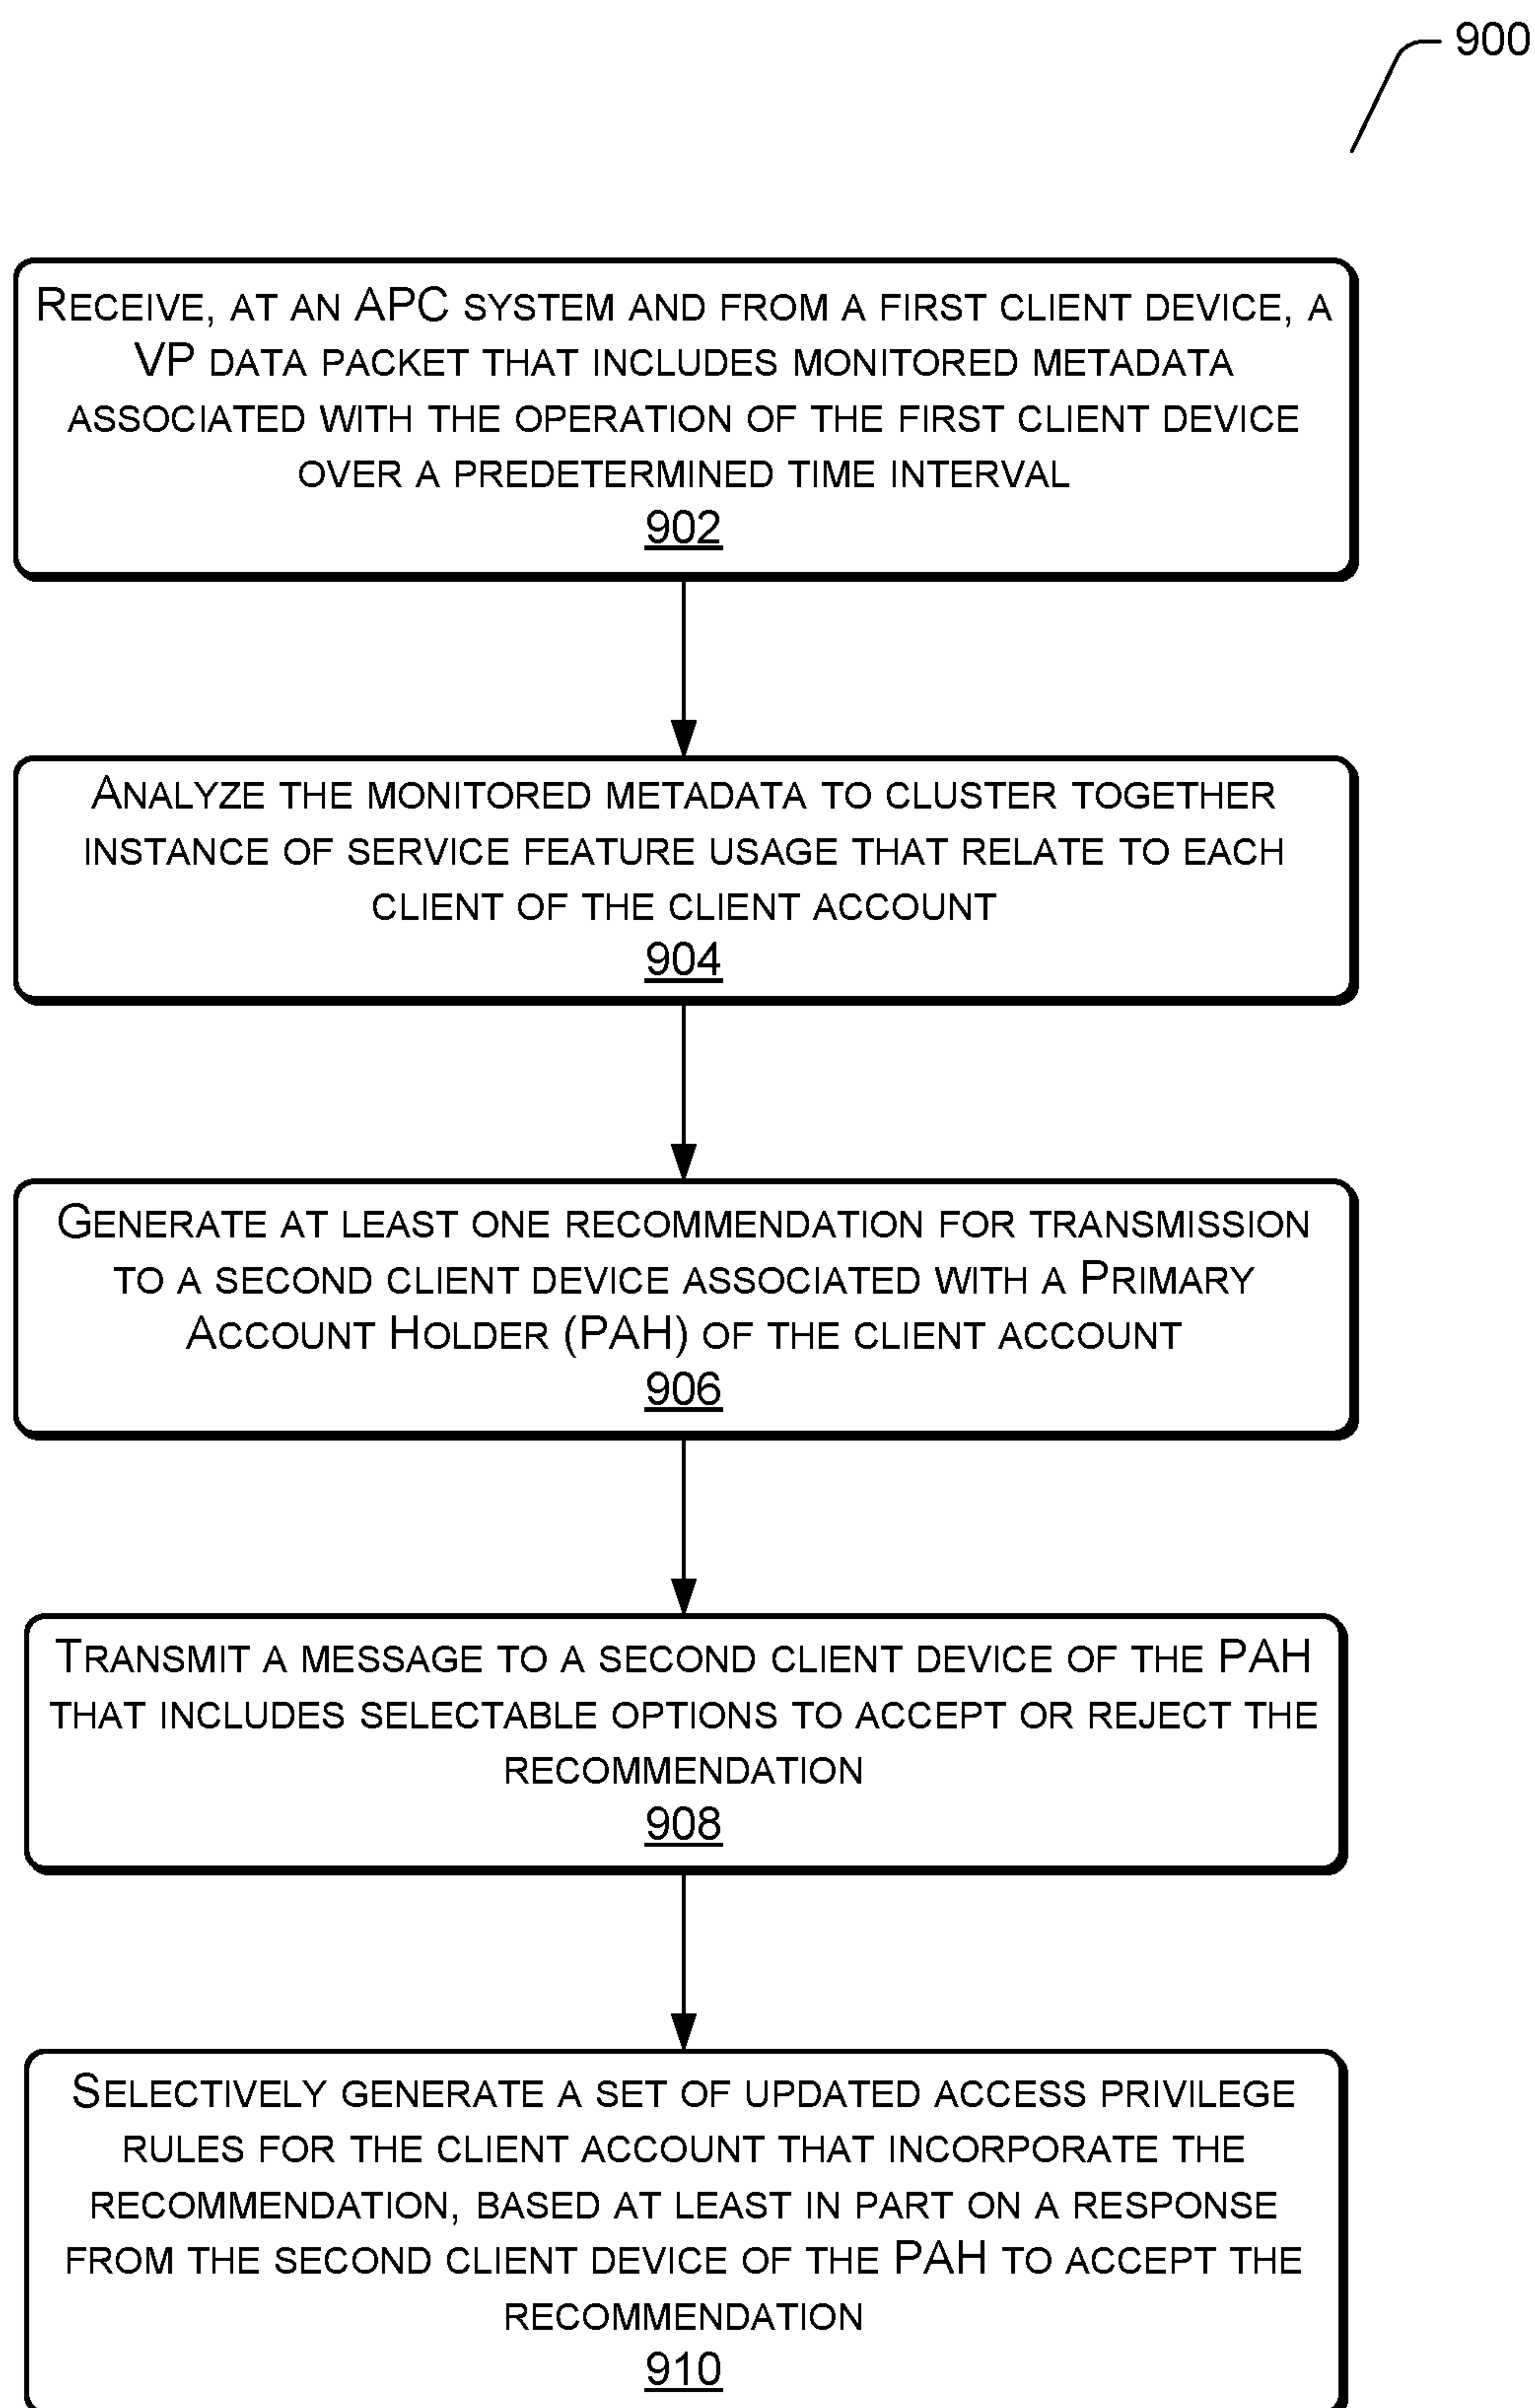 900
RECEIVE, AT AN APC SYSTEM AND FROM A FIRST CLIENT DEVICE, A
VP DATA PACKET THAT INCLUDES MONITORED METADATA
ASSOCIATED WITH THE OPERATION OF THE FIRST CLIENT DEVICE
OVER A PREDETERMINED TIME INTERVAL
902
ANALYZE THE MONITORED METADATA TO CLUSTER TOGETHER
INSTANCE OF SERVICE FEATURE USAGE THAT RELATE TO EACH
CLIENT OF THE CLIENT ACCOUNT
904
GENERATE AT LEAST ONE RECOMMENDATION FOR TRANSMISSION
TO A SECOND CLIENT DEVICE ASSOCIATED WITH A PRIMARY
ACCOUNT HOLDER (PAH) OF THE CLIENT ACCOUNT
906
TRANSMIT A MESSAGE TO A SECOND CLIENT DEVICE OF THE PAH
THAT INCLUDES SELECTABLE OPTIONS TO ACCEPT OR REJECT THE
RECOMMENDATION
908
SELECTIVELY GENERATE A SET OF UPDATED ACCESS PRIVILEGE
RULES FOR THE CLIENT ACCOUNT THAT INCORPORATE THE
RECOMMENDATION, BASED AT LEAST IN PART ON A RESPONSE
FROM THE SECOND CLIENT DEVICE OF THE PAH TO ACCEPT THE
RECOMMENDATION
910